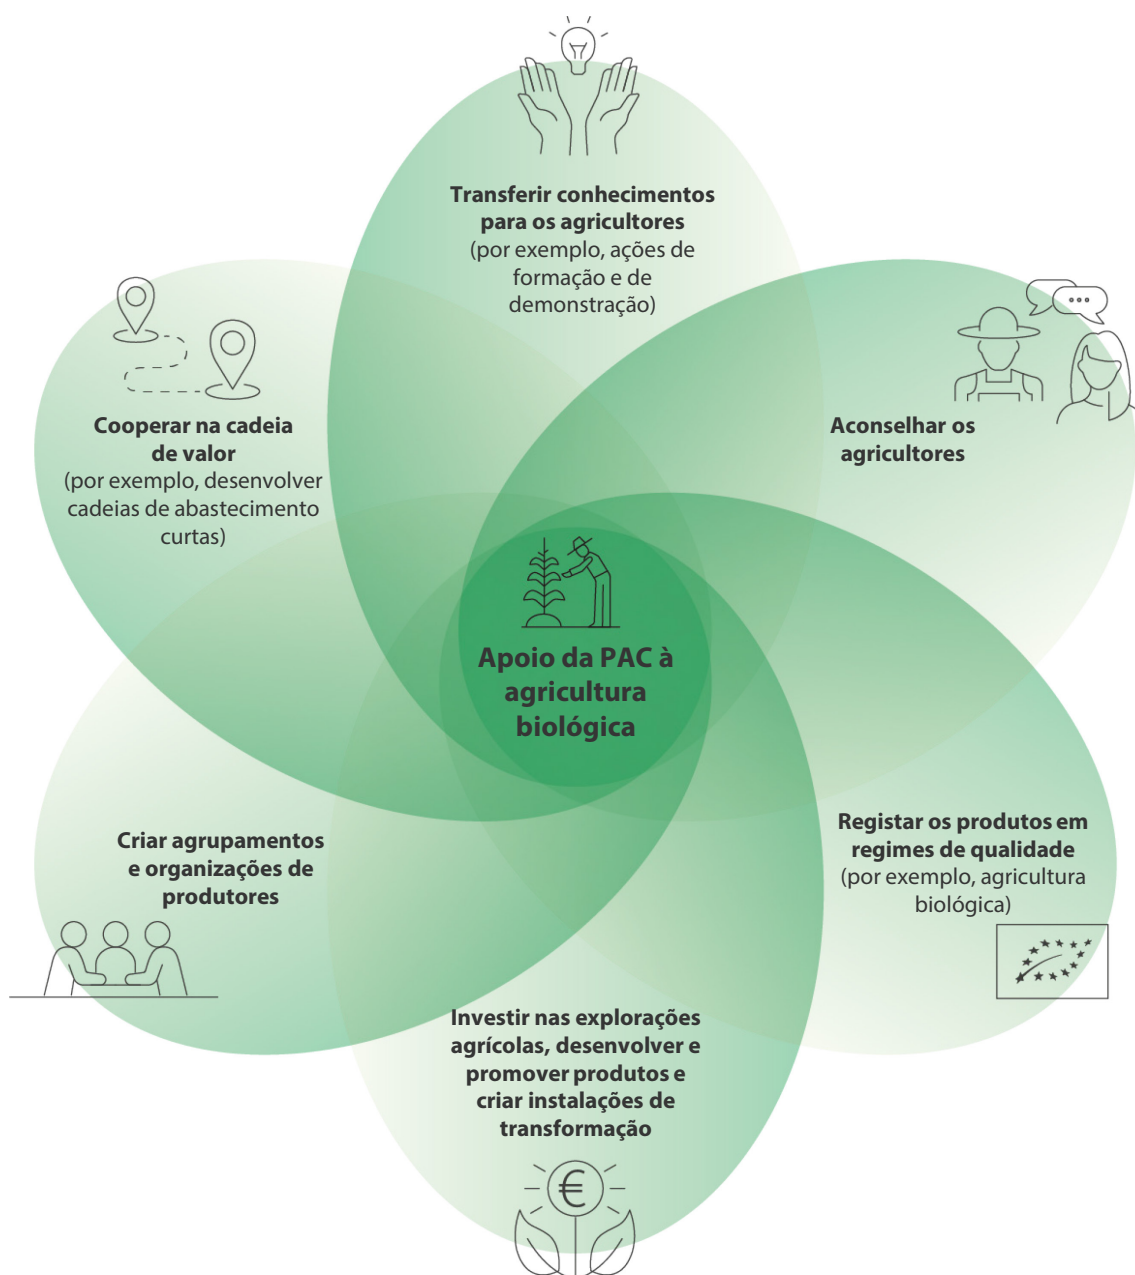 Transferir conhecimentos
para os agricultores
(por exemplo, ações de
formação e de
demonstração)
Aconselhar os
agricultores
Cooperar na cadeia
de valor
(por exemplo, desenvolver
cadeias de abastecimento
curtas)
Apoio da PAC à
agricultura
biológica
Registar os produtos em
regimes de qualidade
(por exemplo, agricultura
biológica)
Criar agrupamentos
e organizações de
produtores
Investir nas explorações
agrícolas, desenvolver e
promover produtos e
criar instalações de
transformação
€